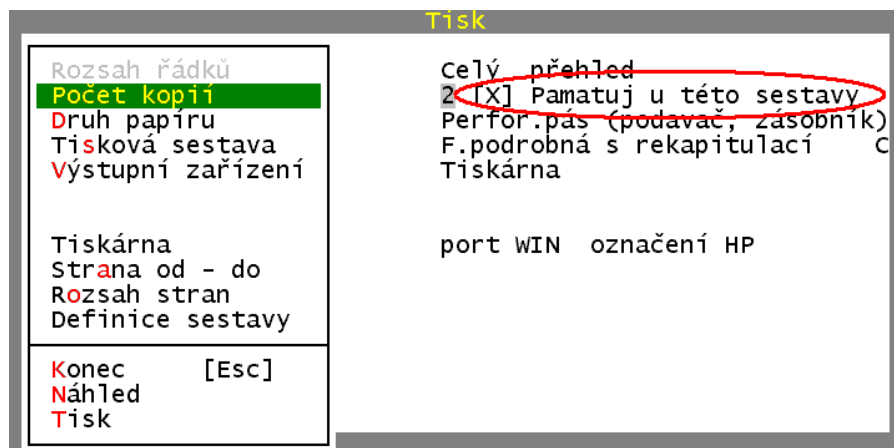 Tisk
Rozsah řádků Celý přehled
Počet kopií 2 [X] Pamatuj u této sestavy
Druh papíru Perfor.pás (podavač, zásobník)
Tisková sestava F.podrobná s rekapitulací C
Výstupní zařízení Tiskárna
Tiskárna port WIN označení HP
Strana od - do
Rozsah stran
Definice sestavy
Konec [Esc]
Náhled
Tisk